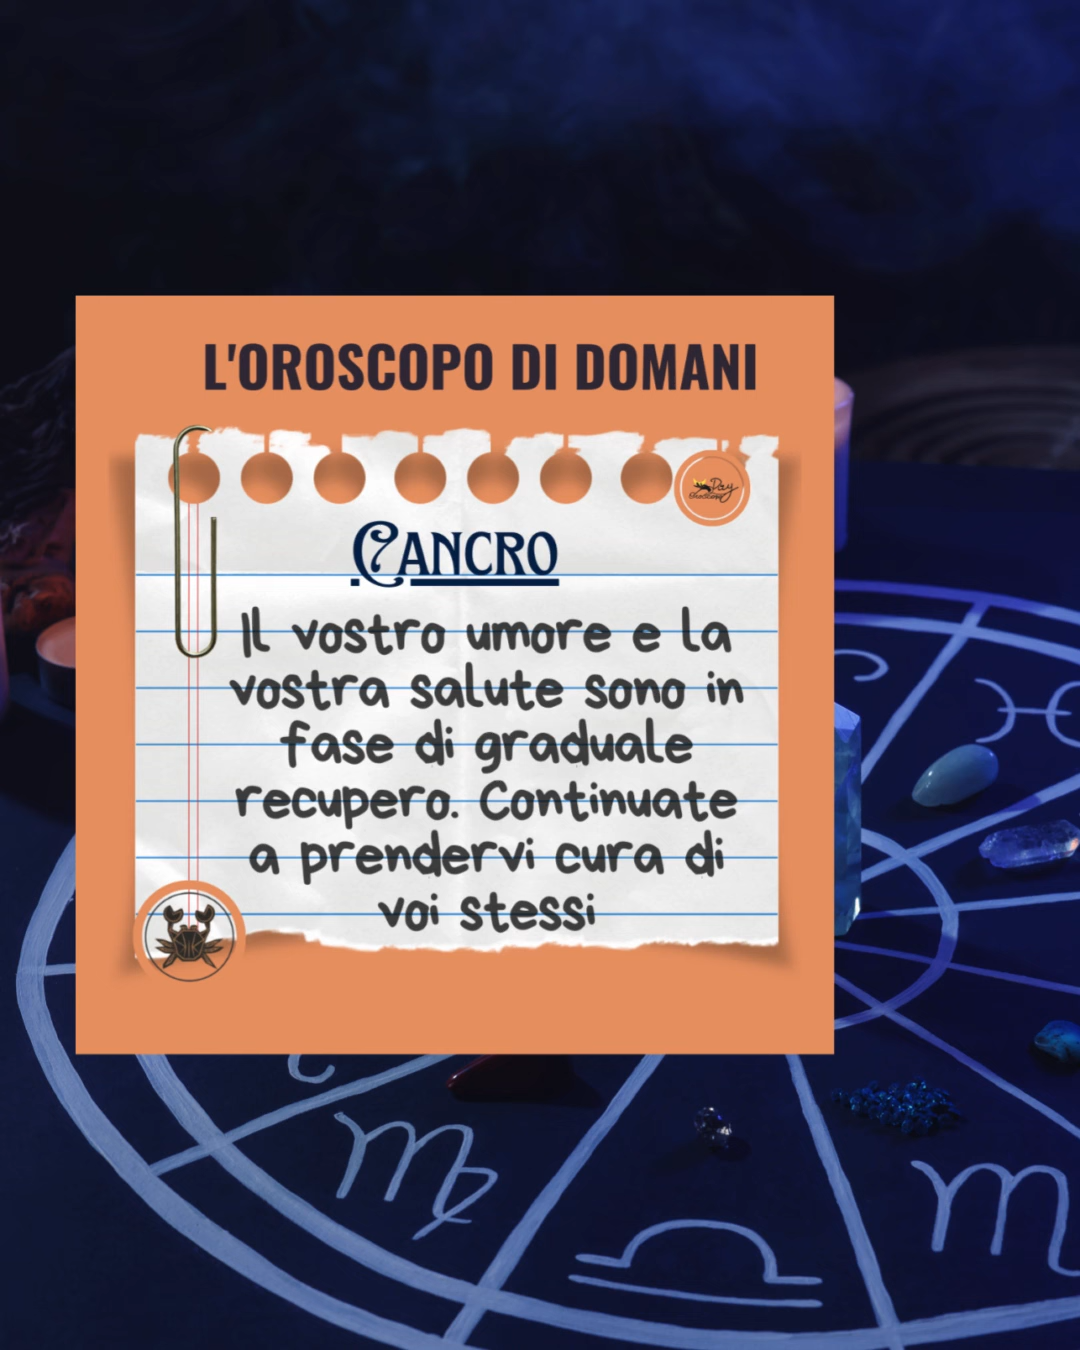 L'OROSCOPO DI DOMANI
Day
CANCRO
Il vostro umore e la
vostra salute sono in
fase di graduale
recupero. Continuate
a prendervi cura di
voi stessi